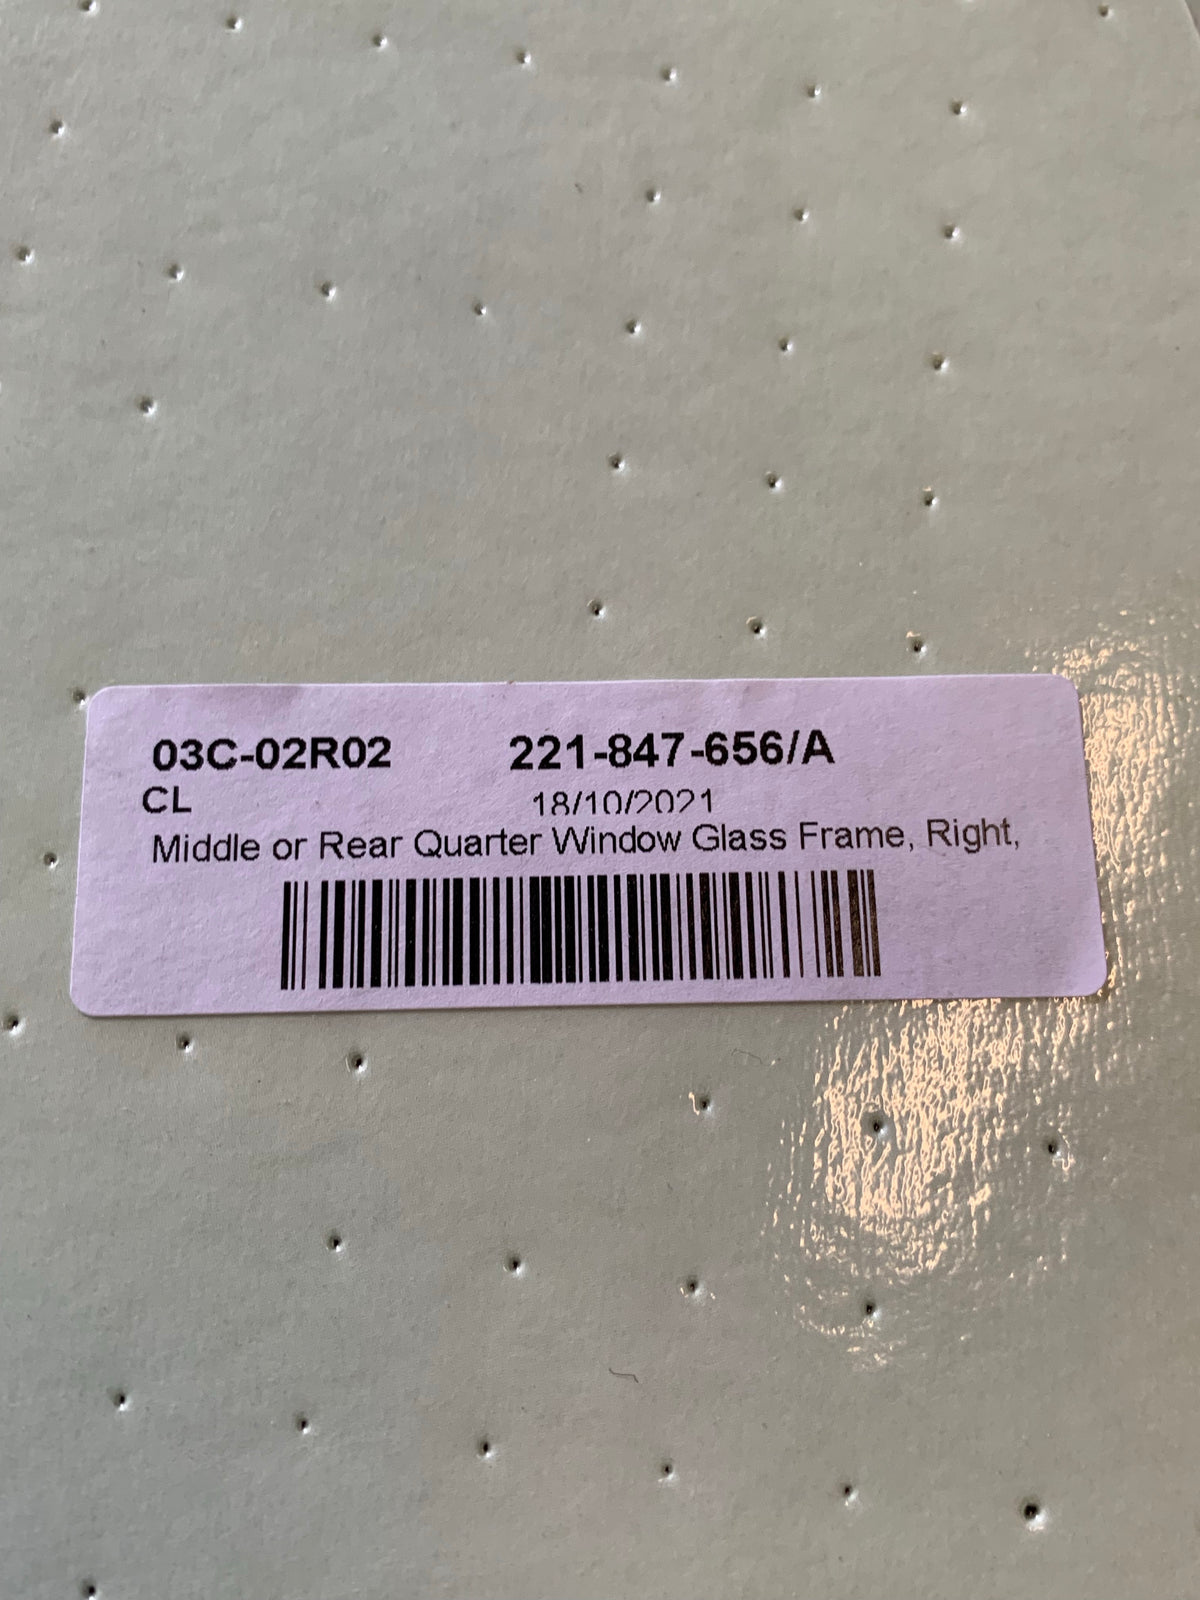 03C-02R02 221-847-656/A
CL 18/10/2021
Middle or Rear Quarter Window Glass Frame, Right,